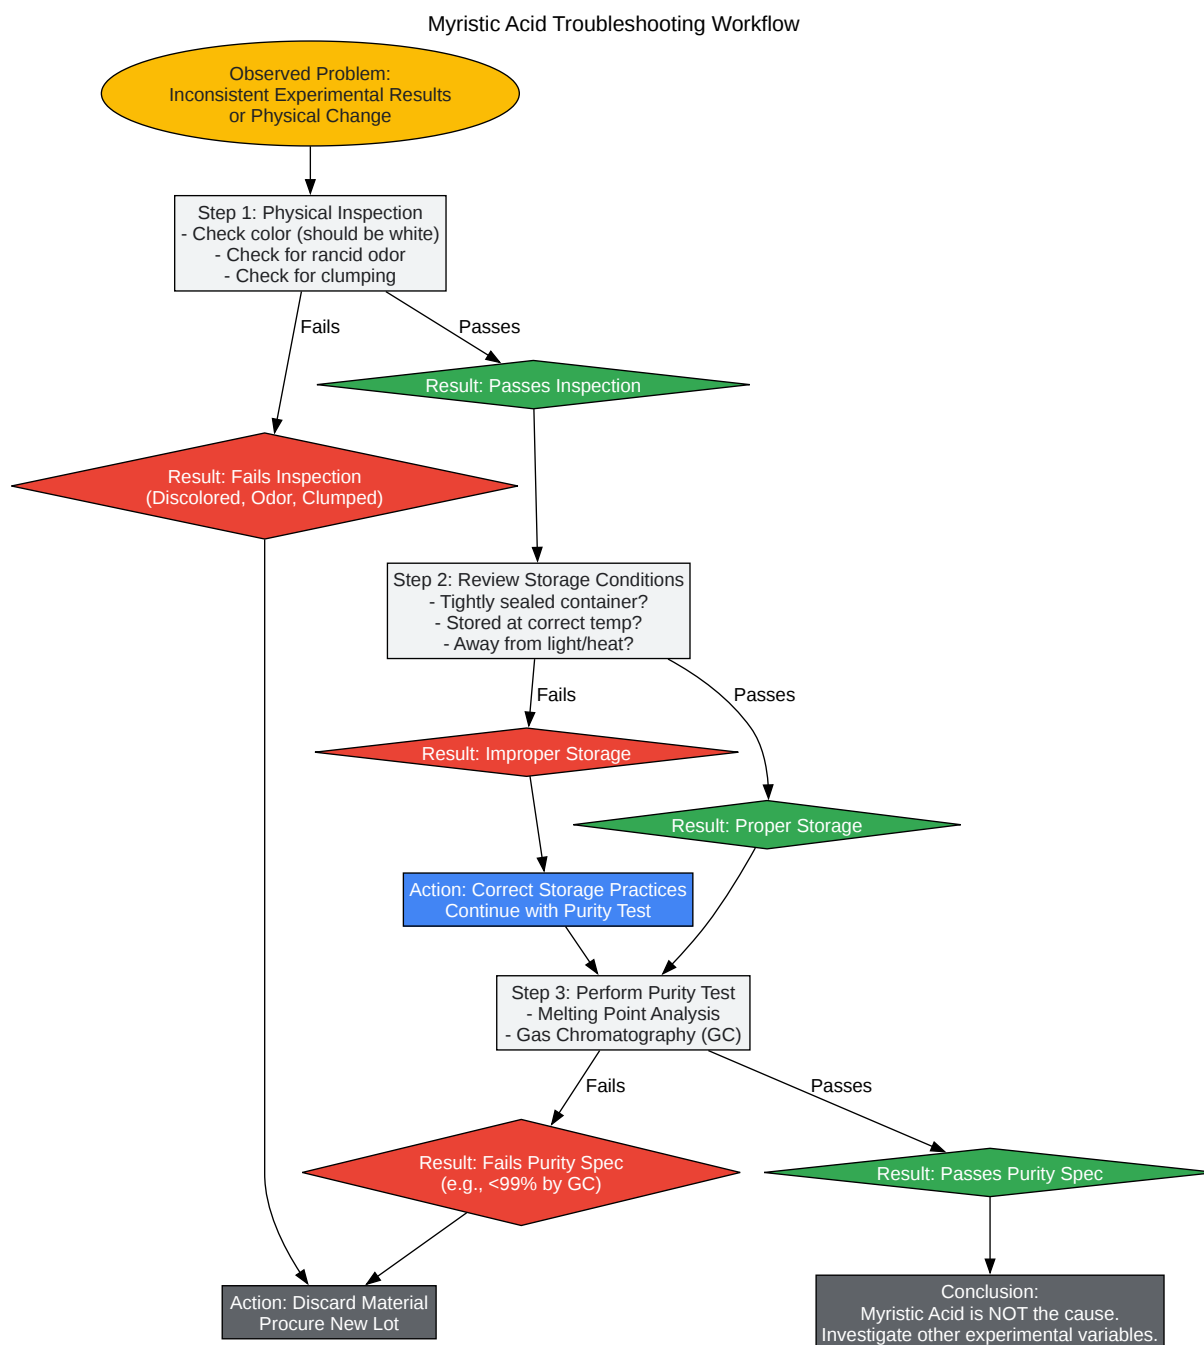 Myristic Acid Troubleshooting Workflow
Observed Problem:
Inconsistent Experimental Results
or Physical Change
Step 1: Physical Inspection
- Check color (should be white)
- Check for rancid odor
- Check for clumping
Fails
Passes
Result: Passes Inspection
Result: Fails Inspection
(Discolored, Odor, Clumped)
Step 2: Review Storage Conditions
- Tightly sealed container?
- Stored at correct temp?
- Away from light/heat?
Fails
Passes
Result: Improper Storage
Result: Proper Storage
Action: Correct Storage Practices
Continue with Purity Test
Step 3: Perform Purity Test
- Melting Point Analysis
- Gas Chromatography (GC)
Fails
Passes
Result: Fails Purity Spec
(e.g., <99% by GC)
Result: Passes Purity Spec
Action: Discard Material
Procure New Lot
Conclusion:
Myristic Acid is NOT the cause.
Investigate other experimental variables.